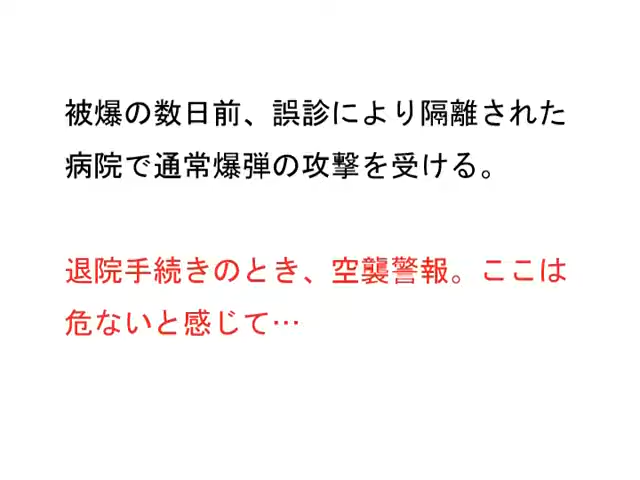 被爆の数日前、誤診により隔離された
病院で通常爆弾の攻撃を受ける。
退院手続きのとき、空襲警報。ここは
危ないと感じて…